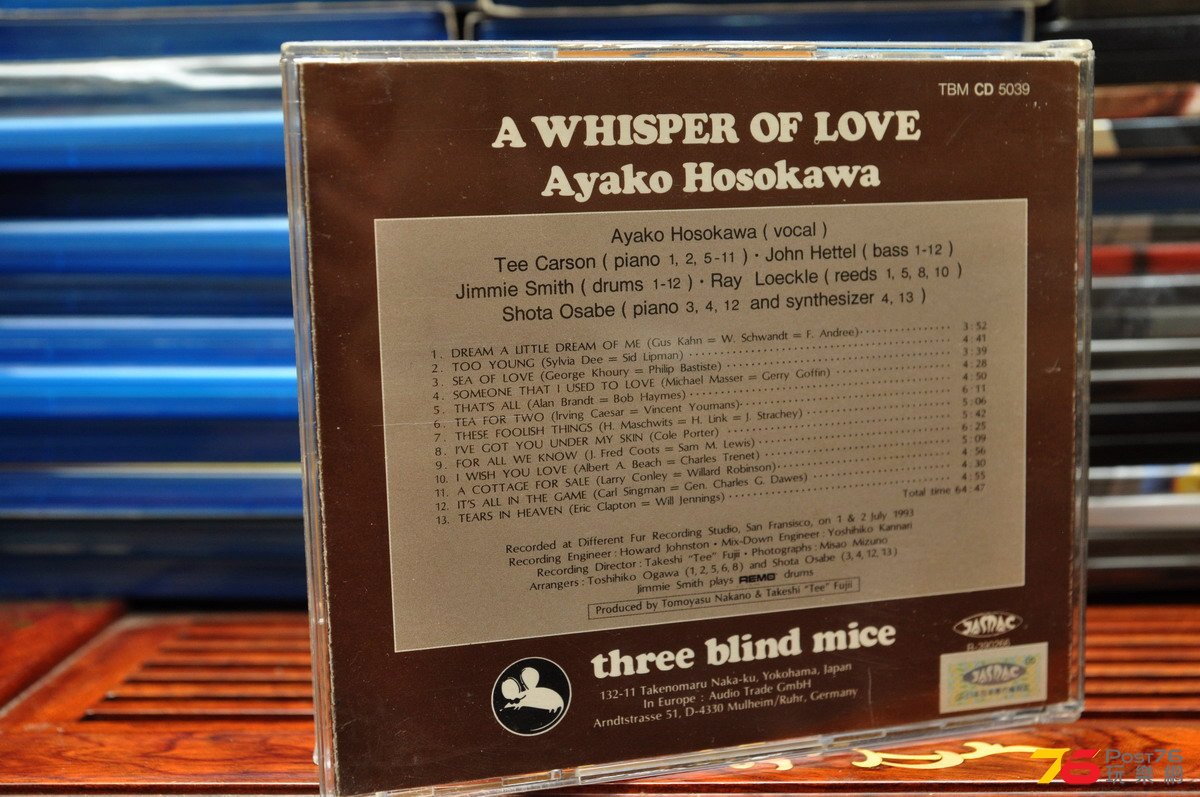 TBM CD 5039
A WHISPER OF LOVE
Ayako Hosokawa
Ayako Hosokawa ( vocal )
Tee Carson ( piano 1, 2, 5-11 ) · John Hettel ( bass 1-12 )
Jimmie Smith ( drums 1-12 ) · Ray Loeckle ( reeds 1, 5, 8, 10 )
Shota Osabe ( piano 3, 4, 12 and synthesizer 4, 13 )
1. DREAM A LITTLE DREAM OF ME (Gus Kahn = W. Schwandt = F. Andree) 3:52
2. TOO YOUNG (Sylvia Dee = Sid Lipman) 4:41
3. SEA OF LOVE (George Khoury = Philip Bastiste) 3:39
4. SOMEONE THAT I USED TO LOVE (Michael Masser = Gerry Goffin) 4:28
5. THAT'S ALL (Alan Brandt = Bob Haymes) 4:50
6. TEA FOR TWO (Irving Caesar = Vincent Youmans) 6:11
7. THESE FOOLISH THINGS (H. Maschwits = H. Link = J. Strachey) 5:06
8. I'VE GOT YOU UNDER MY SKIN (Cole Porter) 5:42
9. FOR ALL WE KNOW (J. Fred Coots = Sam M. Lewis) 6:25
10. I WISH YOU LOVE (Albert A. Beach = Charles Trenet) 5:09
11. A COTTAGE FOR SALE (Larry Conley = Willard Robinson) 4:56
12. IT'S ALL IN THE GAME (Carl Singman = Gen. Charles G. Dawes) 4:30
13. TEARS IN HEAVEN (Eric Clapton = Will Jennings) 4:55
Total time 64:47
Recorded at Different Fur Recording Studio, San Fransisco, on 1 & 2 July 1993
Recording Engineer : Howard Johnston · Mix-Down Engineer : Yoshihiko Kannari
Recording Director : Takeshi "Tee" Fujii · Photographs : Misao Mizuno
Arrangers : Toshihiko Ogawa (1, 2, 5, 6, 8) and Shota Osabe (3, 4, 12, 13)
Jimmie Smith plays REMO drums
Produced by Tomoyasu Nakano & Takeshi "Tee" Fujii
three blind mice
132-11 Takenomaru Naka-ku, Yokohama, Japan
In Europe : Audio Trade GmbH
Arndtstrasse 51, D-4330 Mulheim/Ruhr, Germany
JASRAC
R-300286
JASRAC
76 POST76
玩樂網